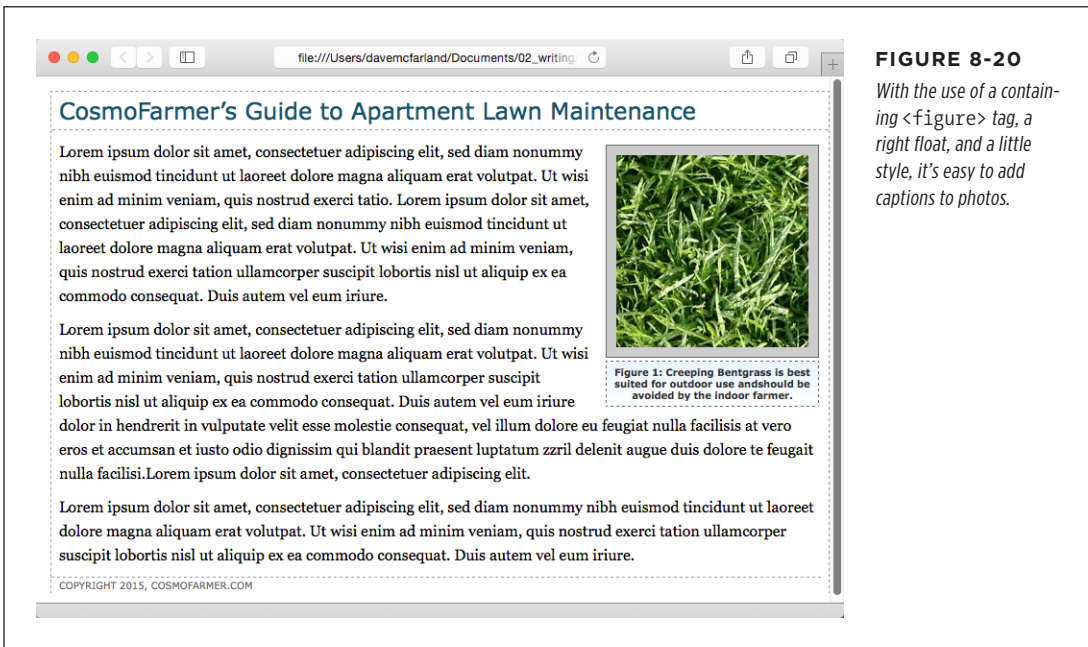 file:///Users/davemcfarland/Documents/02_writing
CosmoFarmer’s Guide to Apartment Lawn Maintenance
Lorem ipsum dolor sit amet, consectetuer adipiscing elit, sed diam nonummy
nibh euismod tincidunt ut laoreet dolore magna aliquam erat volutpat. Ut wisi
enim ad minim veniam, quis nostrud exerci tatio. Lorem ipsum dolor sit amet,
consectetuer adipiscing elit, sed diam nonummy nibh euismod tincidunt ut
laoreet dolore magna aliquam erat volutpat. Ut wisi enim ad minim veniam,
quis nostrud exerci tation ullamcorper suscipit lobortis nisl ut aliquip ex ea
commodo consequat. Duis autem vel eum iriure.
Lorem ipsum dolor sit amet, consectetuer adipiscing elit, sed diam nonummy
nibh euismod tincidunt ut laoreet dolore magna aliquam erat volutpat. Ut wisi
enim ad minim veniam, quis nostrud exerci tation ullamcorper suscipit
lobortis nisl ut aliquip ex ea commodo consequat. Duis autem vel eum iriure
dolor in hendrerit in vulputate velit esse molestie consequat, vel illum dolore eu feugiat nulla facilisis at vero
eros et accumsan et iusto odio dignissim qui blandit praesent luptatum zzril delenit augue duis dolore te feugait
nulla facilisi.Lorem ipsum dolor sit amet, consectetuer adipiscing elit.
Figure 1: Creeping Bentgrass is best
suited for outdoor use andshould be
avoided by the indoor farmer.
Lorem ipsum dolor sit amet, consectetuer adipiscing elit, sed diam nonummy nibh euismod tincidunt ut laoreet
dolore magna aliquam erat volutpat. Ut wisi enim ad minim veniam, quis nostrud exerci tation ullamcorper
suscipit lobortis nisl ut aliquip ex ea commodo consequat. Duis autem vel eum iriure.
COPYRIGHT 2015, COSMOFARMER.COM
FIGURE 8-20
With the use of a contain-
ing <figure> tag, a
right float, and a little
style, it’s easy to add
captions to photos.